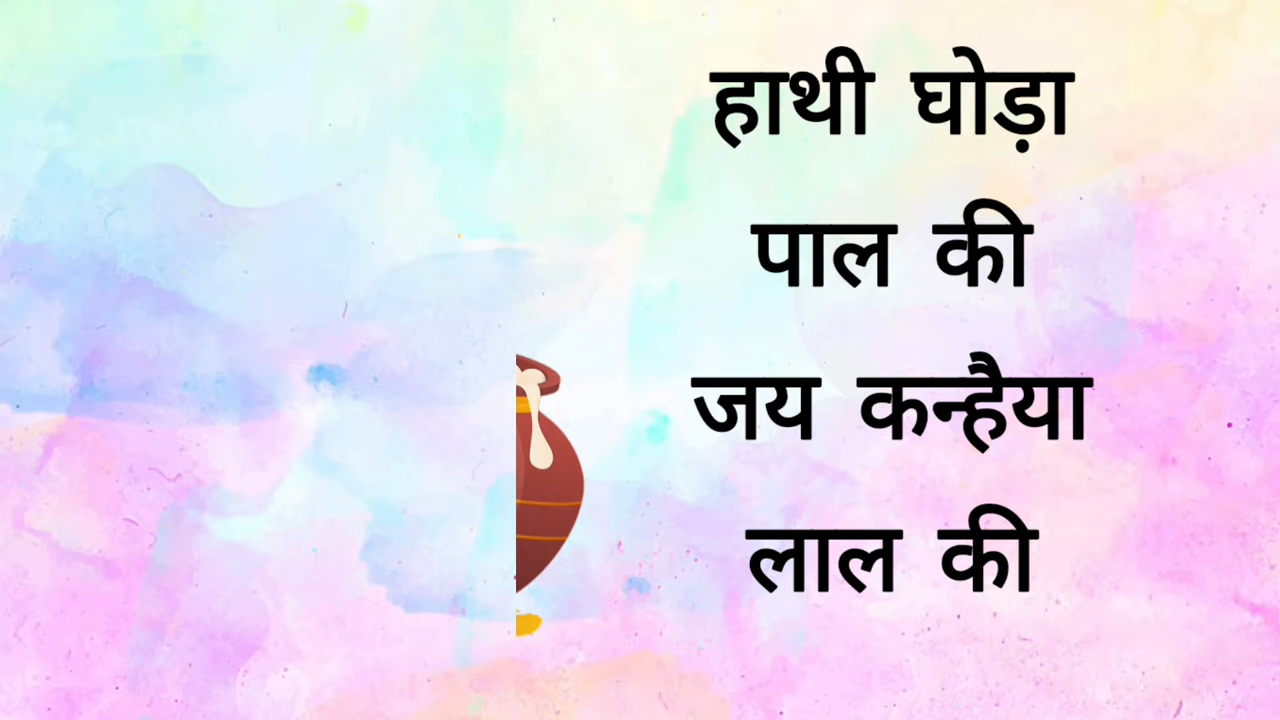 हाथी घोड़ा
पाल की
जय कन्हैया
लाल की